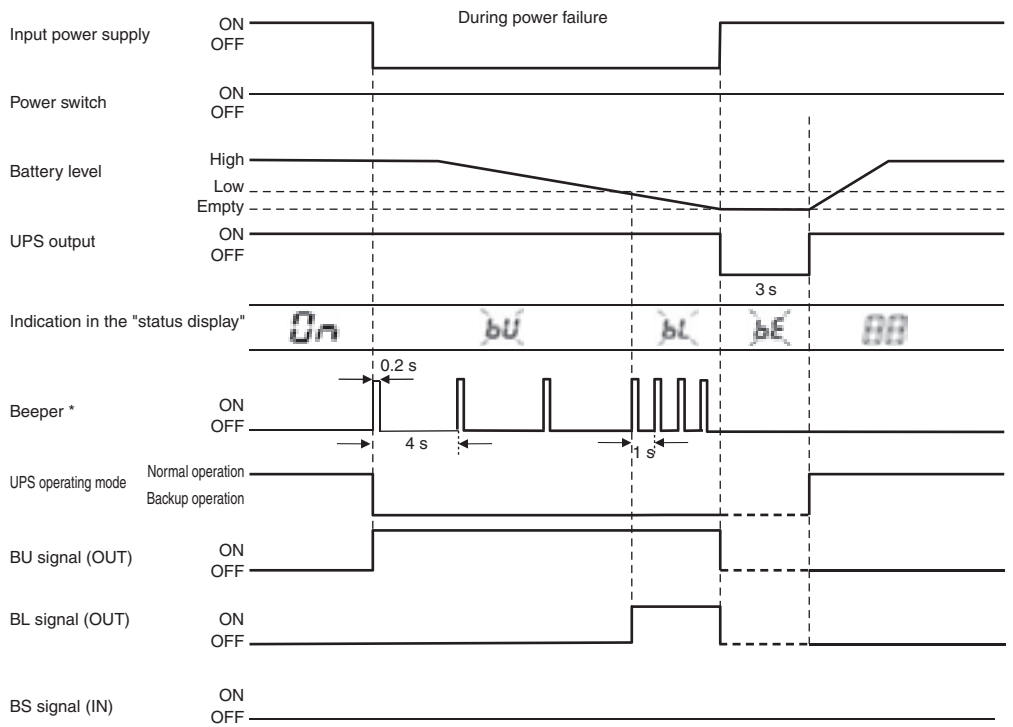 During power failure
Input power supply ON
OFF
Power switch ON
OFF
Battery level High
Low
Empty
UPS output ON
OFF
3 s
Indication in the "status display" On bU bL bE 88
0.2 s
Beeper * ON
OFF
4 s 1 s
UPS operating mode Normal operation
Backup operation
BU signal (OUT) ON
OFF
BL signal (OUT) ON
OFF
BS signal (IN) ON
OFF